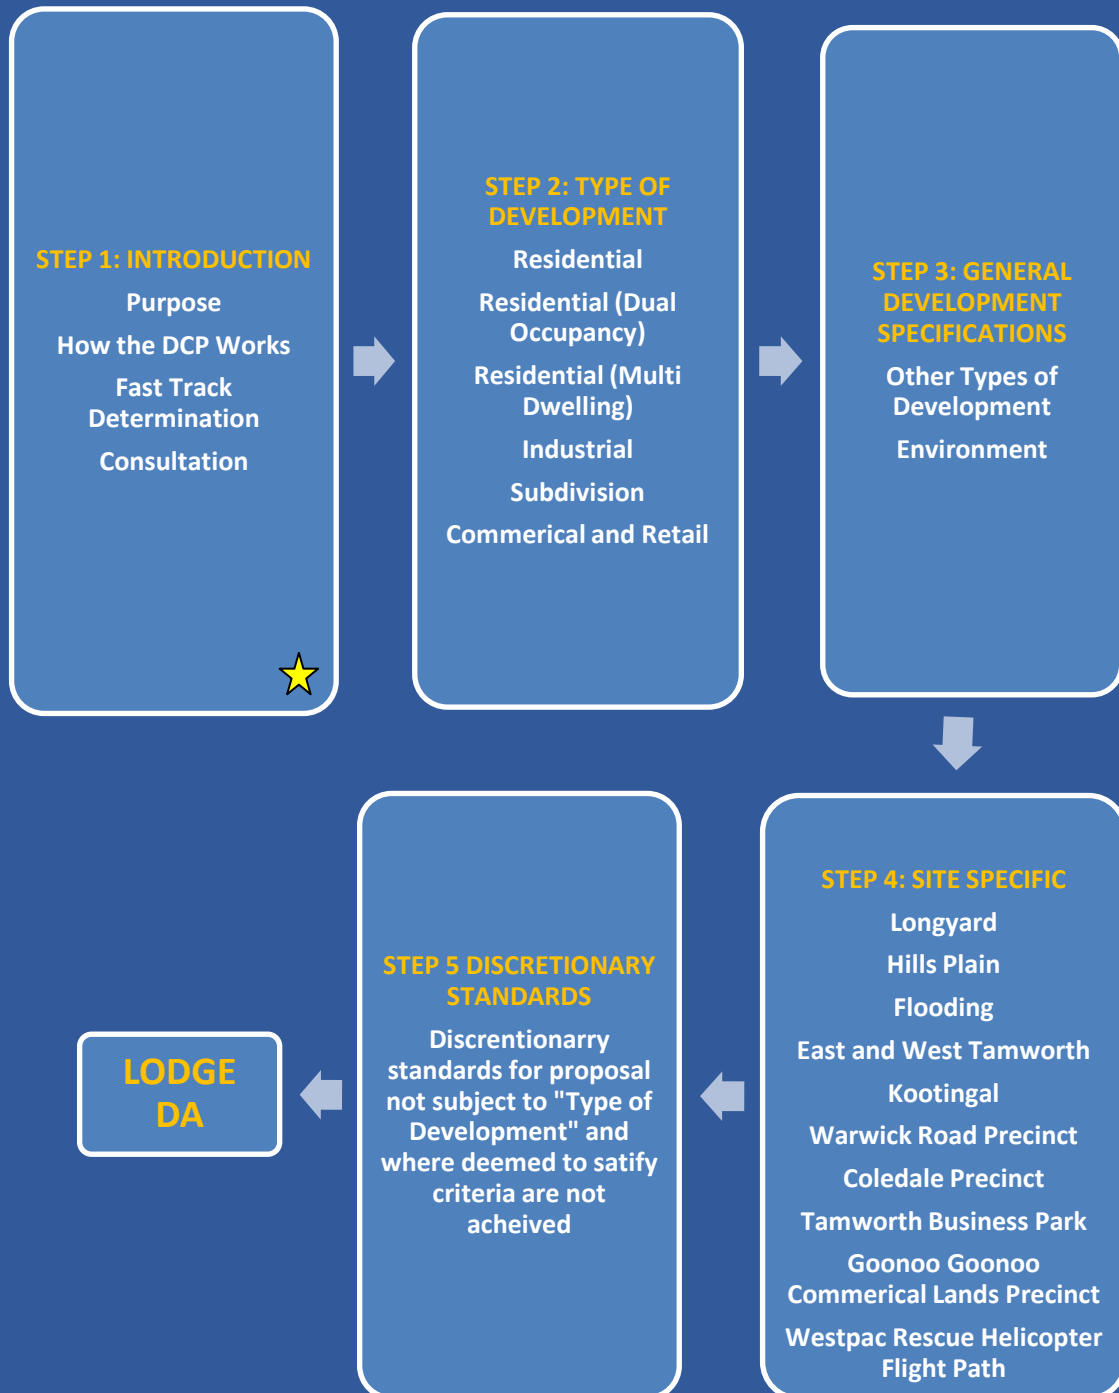 STEP 1: INTRODUCTION
Purpose
How the DCP Works
Fast Track
Determination
Consultation
STEP 2: TYPE OF
DEVELOPMENT
Residential
Residential (Dual
Occupancy)
Residential (Multi
Dwelling)
Industrial
Subdivision
Commerical and Retail
STEP 3: GENERAL
DEVELOPMENT
SPECIFICATIONS
Other Types of
Development
Environment
STEP 4: SITE SPECIFIC
Longyard
Hills Plain
Flooding
East and West Tamworth
Kootingal
Warwick Road Precinct
Coledale Precinct
Tamworth Business Park
Goonoo Goonoo
Commerical Lands Precinct
Westpac Rescue Helicopter
Flight Path
STEP 5 DISCRETIONARY
STANDARDS
Discrentionarry
standards for proposal
not subject to "Type of
Development" and
where deemed to satify
criteria are not
acheived
LODGE
DA